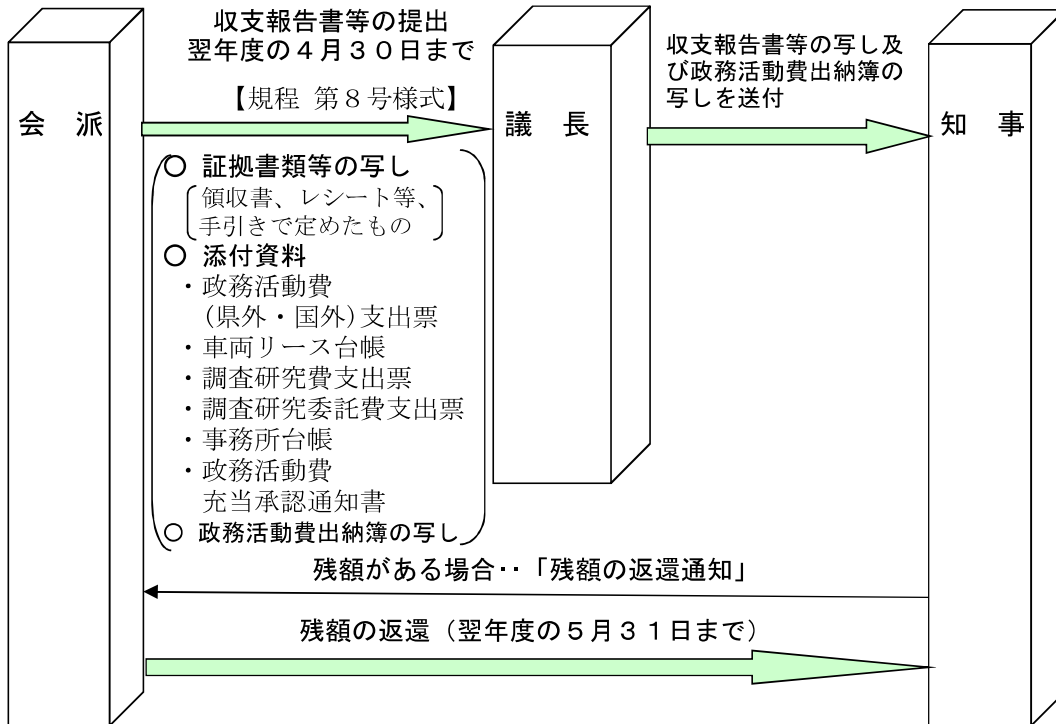 収支報告書等の提出
翌年度の4月30日まで
【規程 第8号様式】
会 派
議 長
収支報告書等の写し及
び政務活動費出納簿の
写しを送付
知 事
○ 証拠書類等の写し
領収書、レシート等、
手引きで定めたもの
○ 添付資料
・政務活動費
(県外・国外)支出票
・車両リース台帳
・調査研究費支出票
・調査研究委託費支出票
・事務所台帳
・政務活動費
充当承認通知書
○ 政務活動費出納簿の写し
残額がある場合‥「残額の返還通知」
残額の返還（翌年度の5月31日まで）